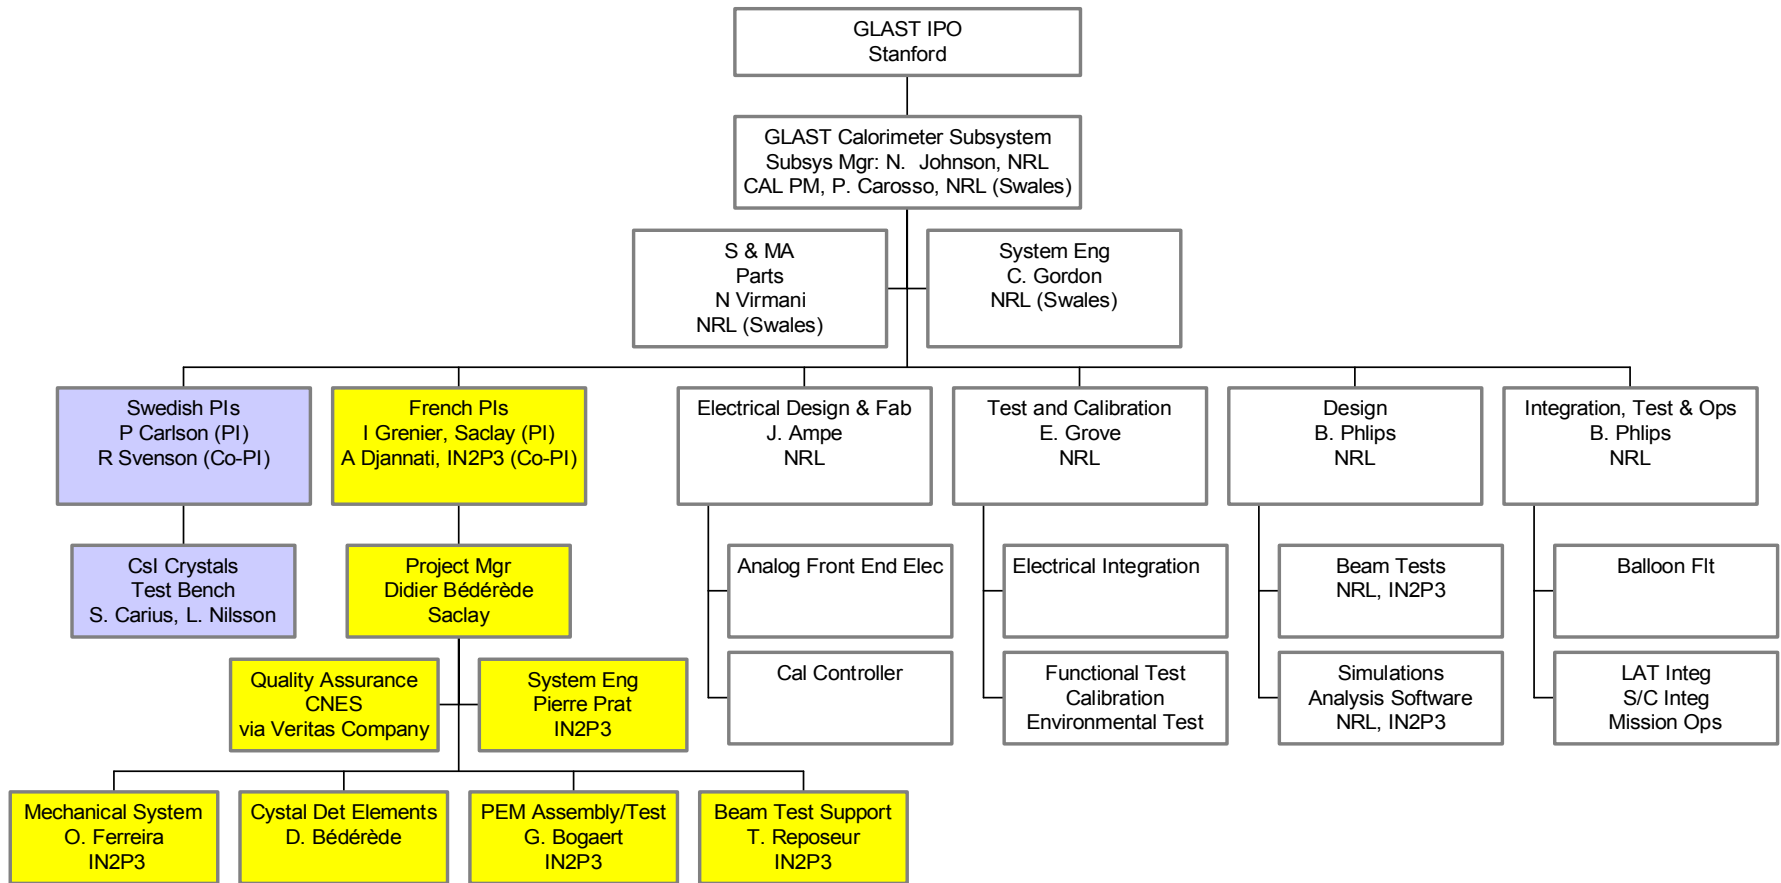 GLAST IPO
Stanford
GLAST Calorimeter Subsystem
Subsys Mgr: N. Johnson, NRL
CAL PM, P. Carosso, NRL (Swales)
S & MA
Parts
N Virmani
NRL (Swales)
System Eng
C. Gordon
NRL (Swales)
Swedish PIs
P Carlson (PI)
R Svenson (Co-PI)
French PIs
I Grenier, Saclay (PI)
A Djannati, IN2P3 (Co-PI)
Electrical Design & Fab
J. Ampe
NRL
Test and Calibration
E. Grove
NRL
Design
B. Phlips
NRL
Integration, Test & Ops
B. Phlips
NRL
CsI Crystals
Test Bench
S. Carius, L. Nilsson
Project Mgr
Didier Bédérède
Saclay
Analog Front End Elec
Electrical Integration
Beam Tests
NRL, IN2P3
Balloon Flt
Quality Assurance
CNES
via Veritas Company
System Eng
Pierre Prat
IN2P3
Cal Controller
Functional Test
Calibration
Environmental Test
Simulations
Analysis Software
NRL, IN2P3
LAT Integ
S/C Integ
Mission Ops
Mechanical System
O. Ferreira
IN2P3
Cystal Det Elements
D. Bédérède
PEM Assembly/Test
G. Bogaert
IN2P3
Beam Test Support
T. Reposeur
IN2P3